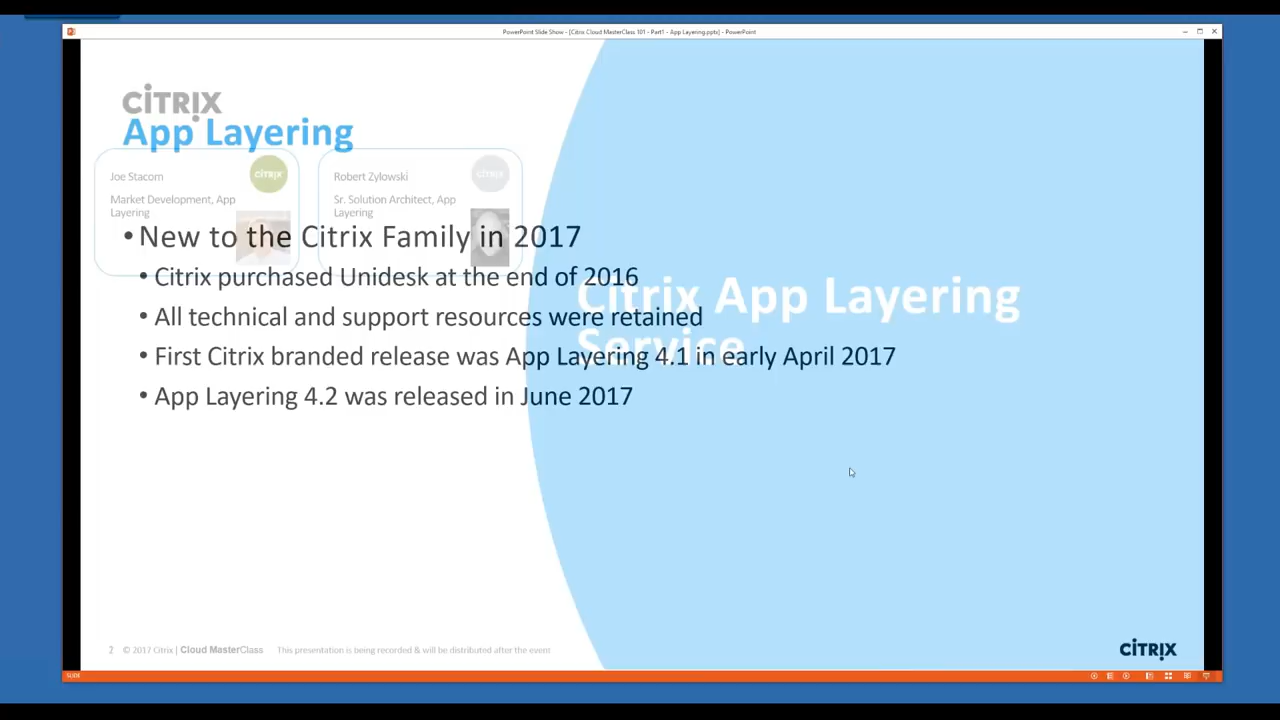 PowerPoint Slide Show - [Citrix Cloud MasterClass 101 - Part1 - App Layering.pptx] - PowerPoint
CITRIX
App Layering
Joe Stacom
CITRIX
Market Development, App
Layering
Robert Zylowski
CITRIX
Sr. Solution Architect, App
Layering
• New to the Citrix Family in 2017
• Citrix purchased Unidesk at the end of 2016
• All technical and support resources were retained
• First Citrix branded release was App Layering 4.1 in early April 2017
• App Layering 4.2 was released in June 2017
Citrix App Layering
Service
2 © 2017 Citrix | Cloud MasterClass This presentation is being recorded & will be distributed after the event
CITRIX
SLIDE